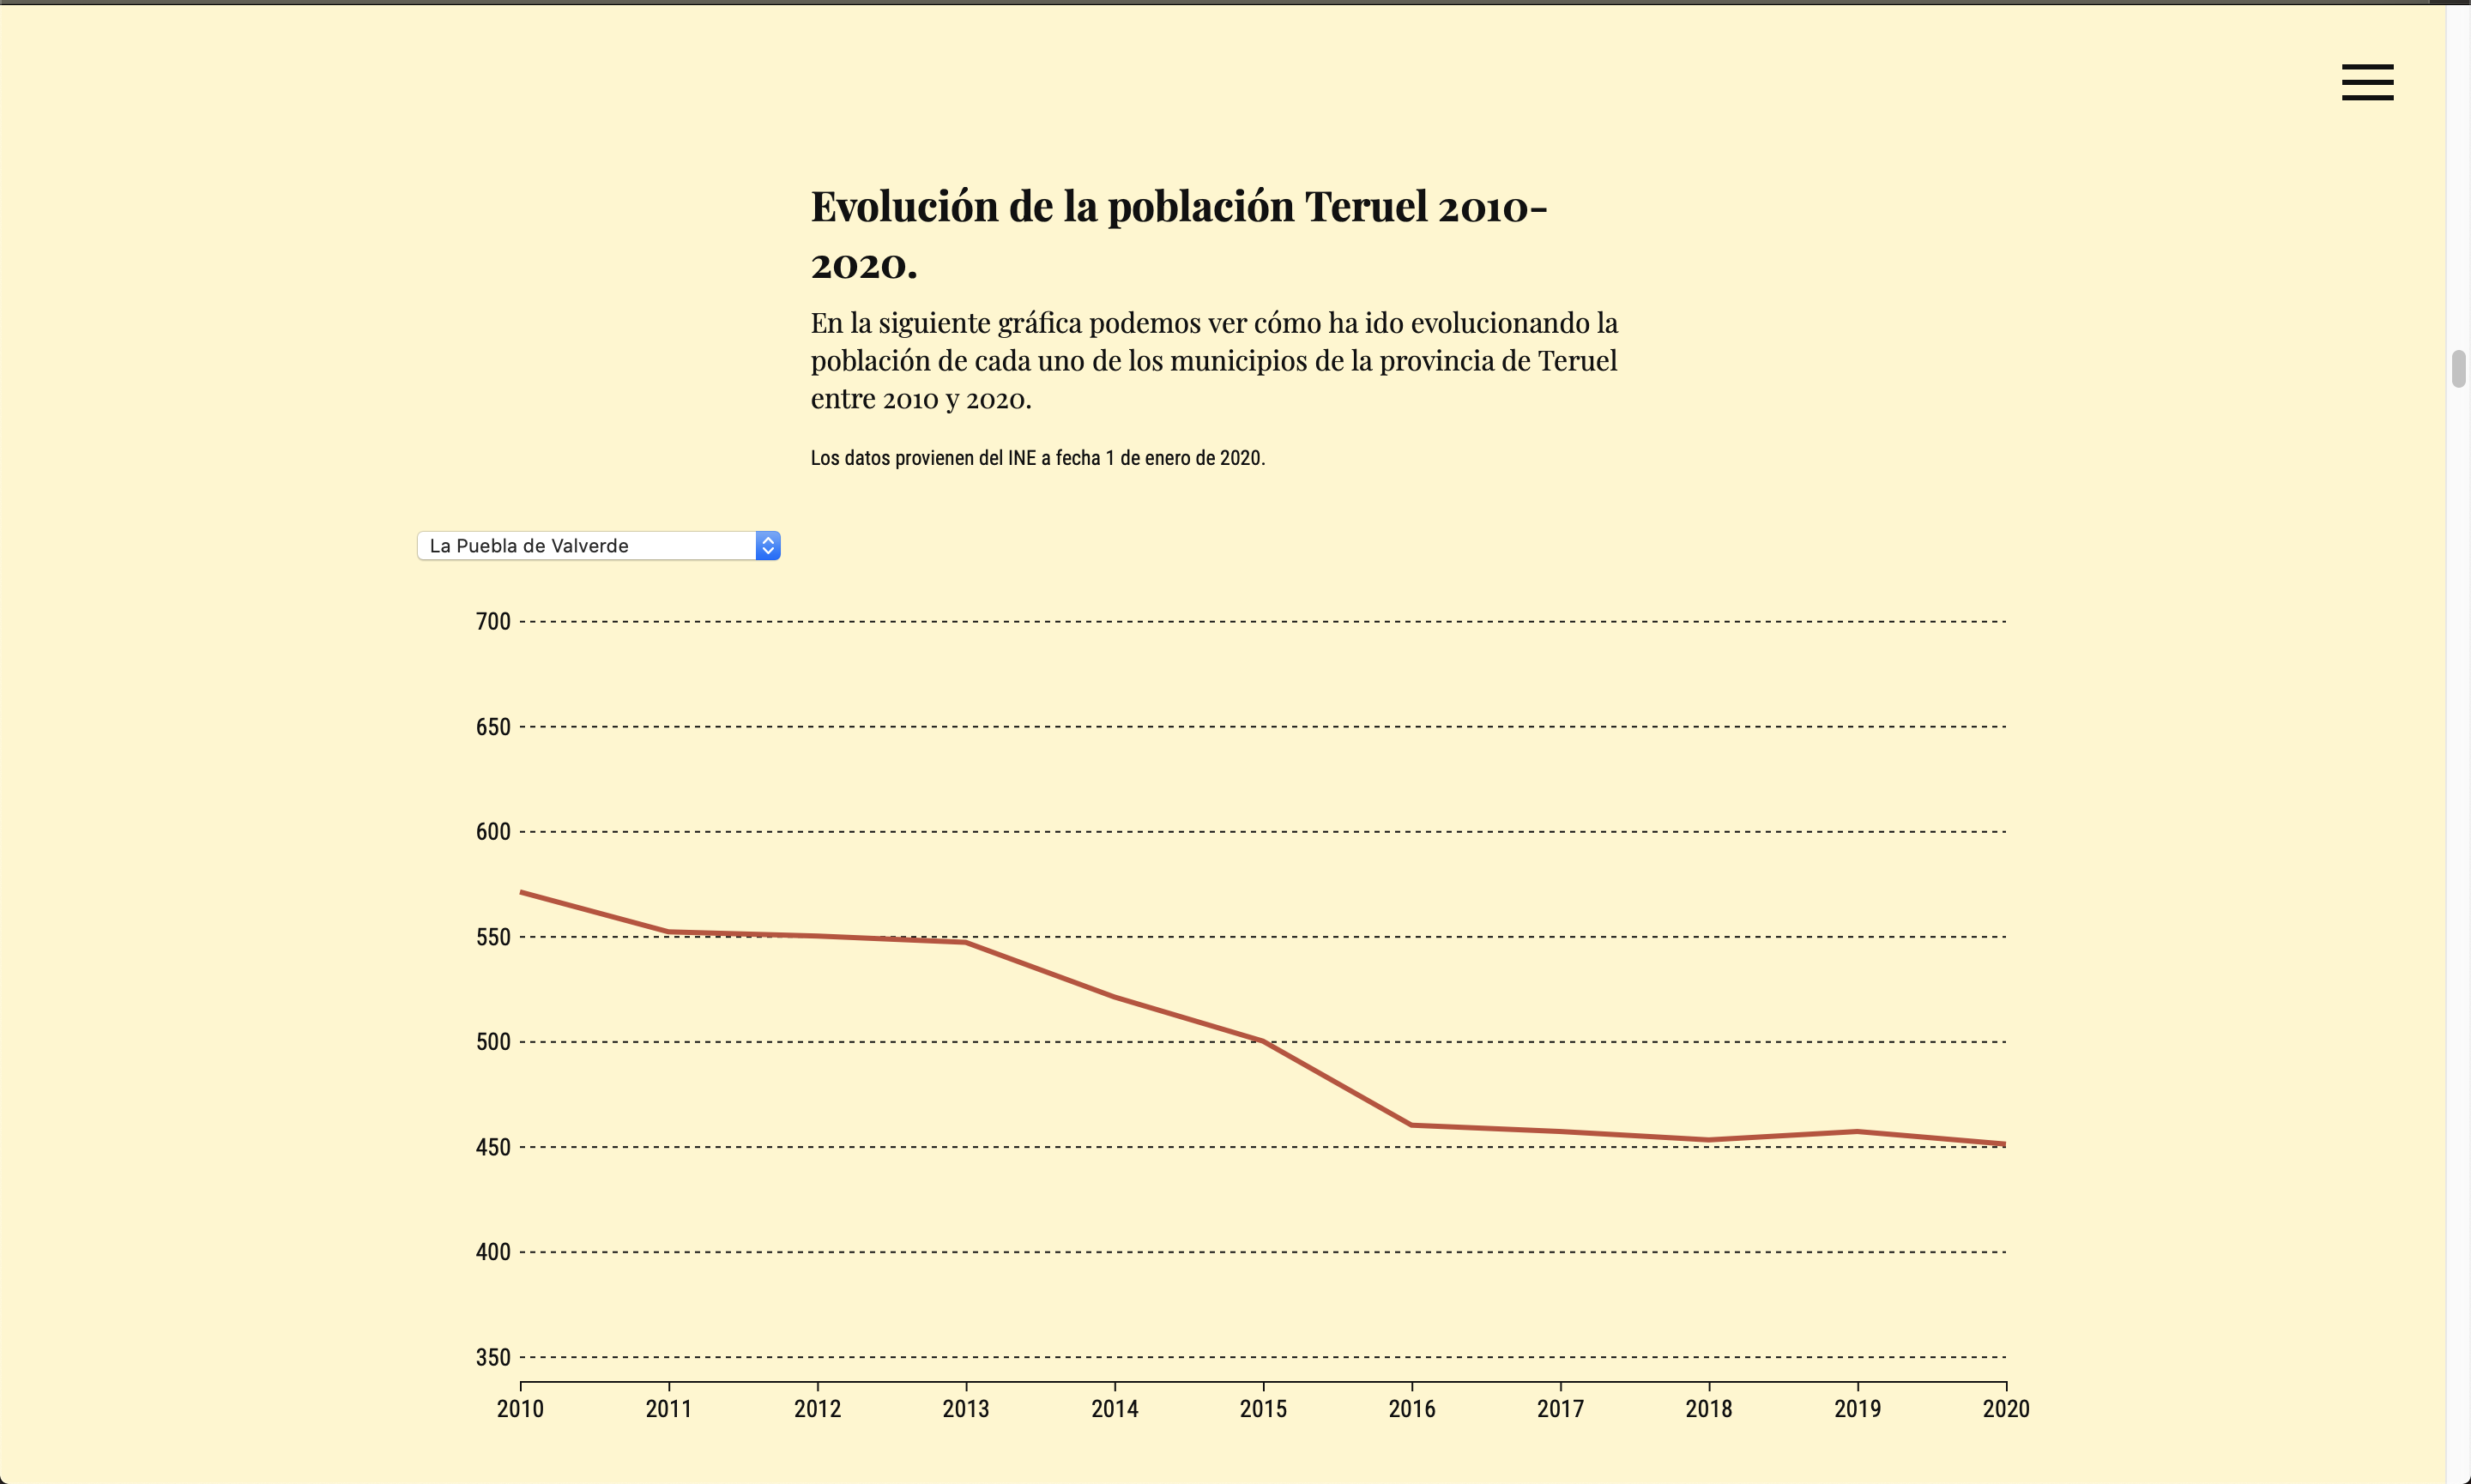 Evolución de la población Teruel 2010-
2020.
En la siguiente gráfica podemos ver cómo ha ido evolucionando la
población de cada uno de los municipios de la provincia de Teruel
entre 2010 y 2020.
Los datos provienen del INE a fecha 1 de enero de 2020.
La Puebla de Valverde
700
650
600
550
500
450
400
350
2010 2011 2012 2013 2014 2015 2016 2017 2018 2019 2020